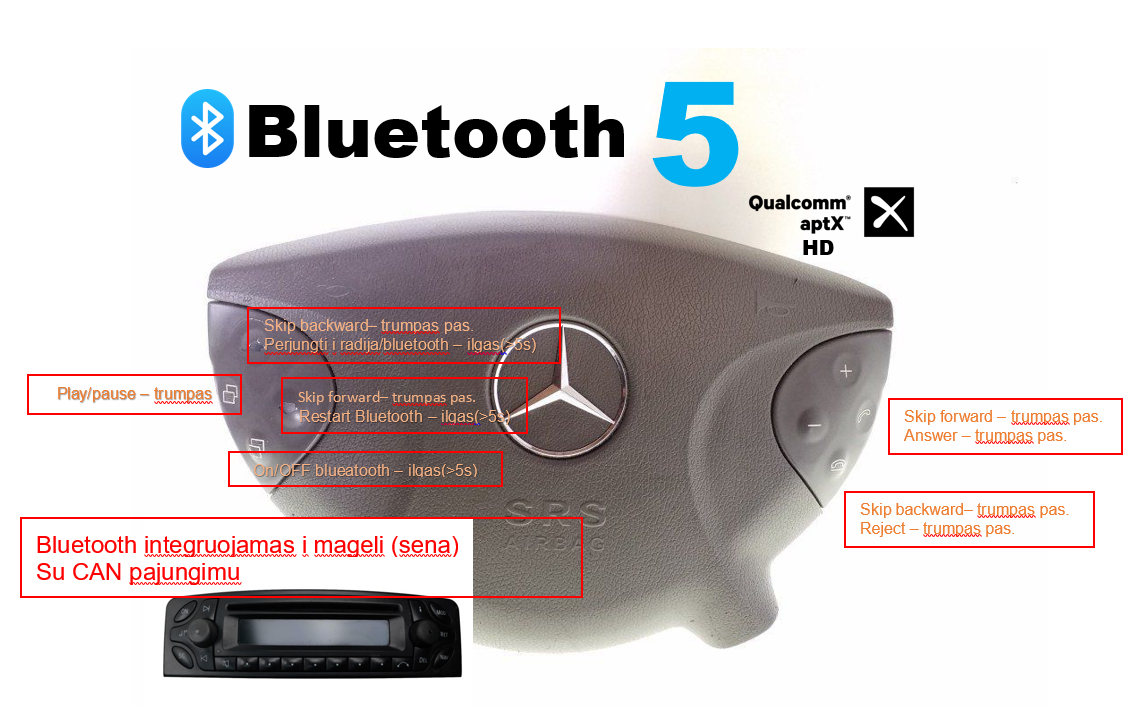 Bluetooth 5
Qualcomm®
aptX™
HD
Skip backward– trumpas pas.
Perjungti i radija/bluetooth – ilgas(>5s)
Play/pause – trumpas
Skip forward– trumpas pas.
Restart Bluetooth – ilgas(>5s)
On/OFF blueatooth – ilgas(>5s)
Skip forward – trumpas pas.
Answer – trumpas pas.
Skip backward– trumpas pas.
Reject – trumpas pas.
SRS
AIRBAG
Bluetooth integruojamas i mageli (sena)
Su CAN pajungimu